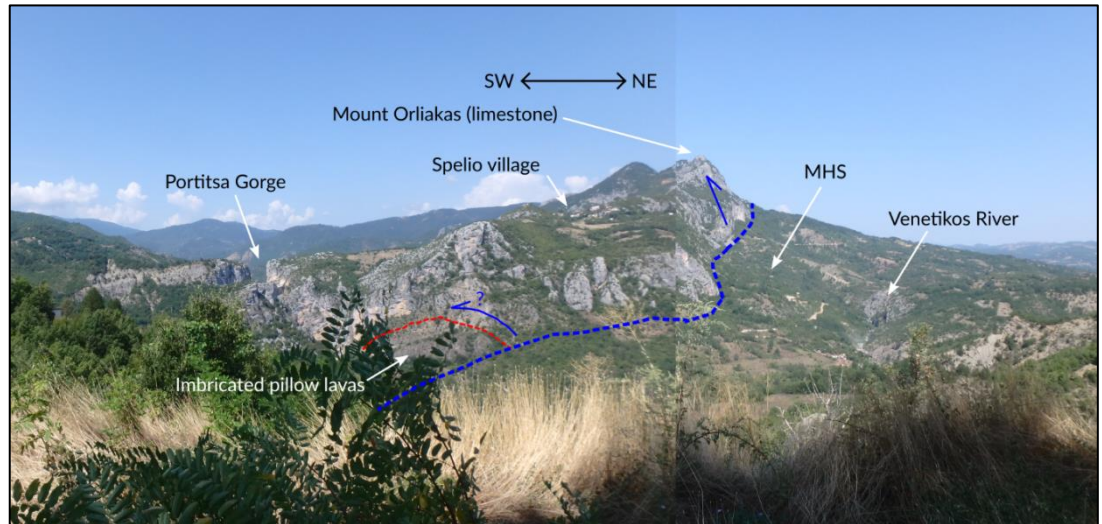 SW NE
Mount Orliakas (limestone)
Spelio village
MHS
Portitsa Gorge
Venetikos River
?
Imbricated pillow lavas